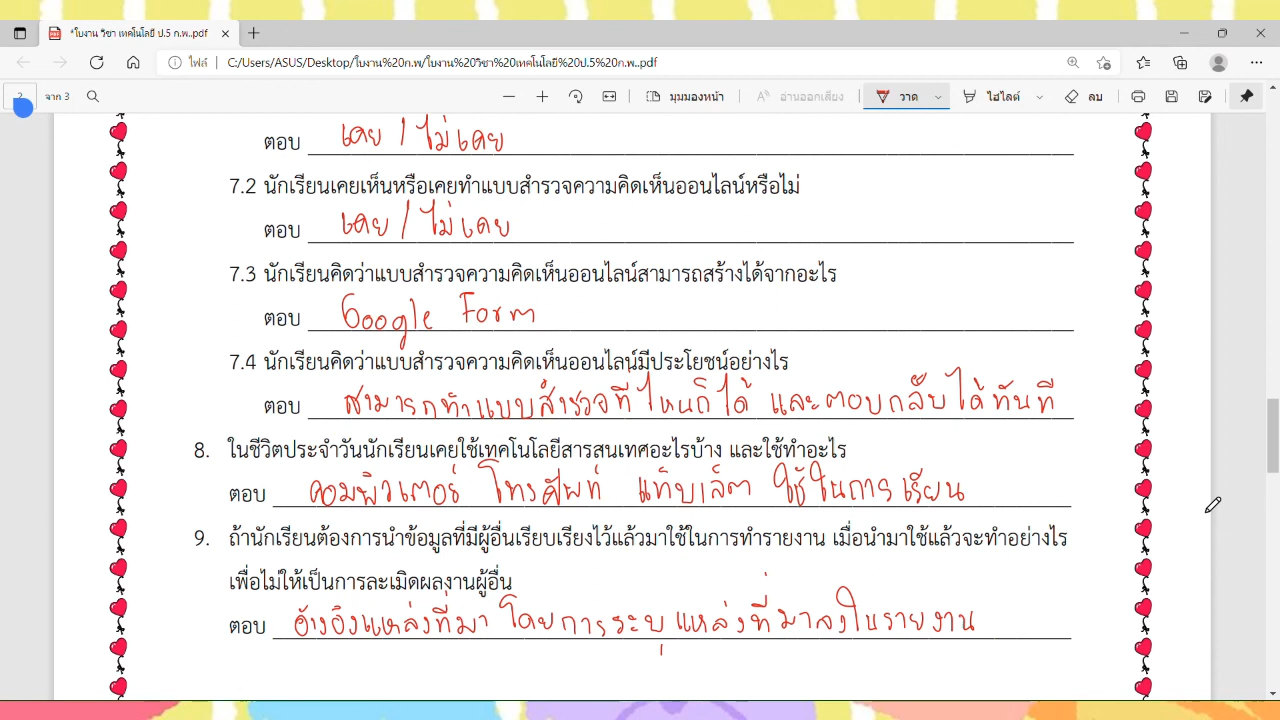 *ใบงาน วิชา เทคโนโลยี ป.5 ก.พ..pdf
ไฟล์ C:/Users/ASUS/Desktop/ใบงาน%20ก.พ/ใบงาน%20วิชา%20เทคโนโลยี%20ป.5%20ก.พ..pdf
2 จาก 3 มุมมองหน้า อ่านออกเสียง วาด ไฮไลต์ ลบ
ตอบ เคย / ไม่เคย
7.2 นักเรียนเคยเห็นหรือเคยทำแบบสำรวจความคิดเห็นออนไลน์หรือไม่
ตอบ เคย / ไม่เคย
7.3 นักเรียนคิดว่าแบบสำรวจความคิดเห็นออนไลน์สามารถสร้างได้จากอะไร
ตอบ Google Form
7.4 นักเรียนคิดว่าแบบสำรวจความคิดเห็นออนไลน์มีประโยชน์อย่างไร
ตอบ สามารถทำแบบสำรวจที่ไหนก็ได้ และตอบกลับได้ทันที
8. ในชีวิตประจำวันนักเรียนเคยใช้เทคโนโลยีสารสนเทศอะไรบ้าง และใช้ทำอะไร
ตอบ คอมพิวเตอร์ โทรศัพท์ แท็บเล็ต ใช้ในการเรียน
9. ถ้านักเรียนต้องการนำข้อมูลที่มีผู้อื่นเรียบเรียงไว้แล้วมาใช้ในการทำรายงาน เมื่อนำมาใช้แล้วจะทำอย่างไร
เพื่อไม่ให้เป็นการละเมิดผลงานผู้อื่น
ตอบ อ้างอิงแหล่งที่มา โดยการระบุแหล่งที่มาลงในรายงาน